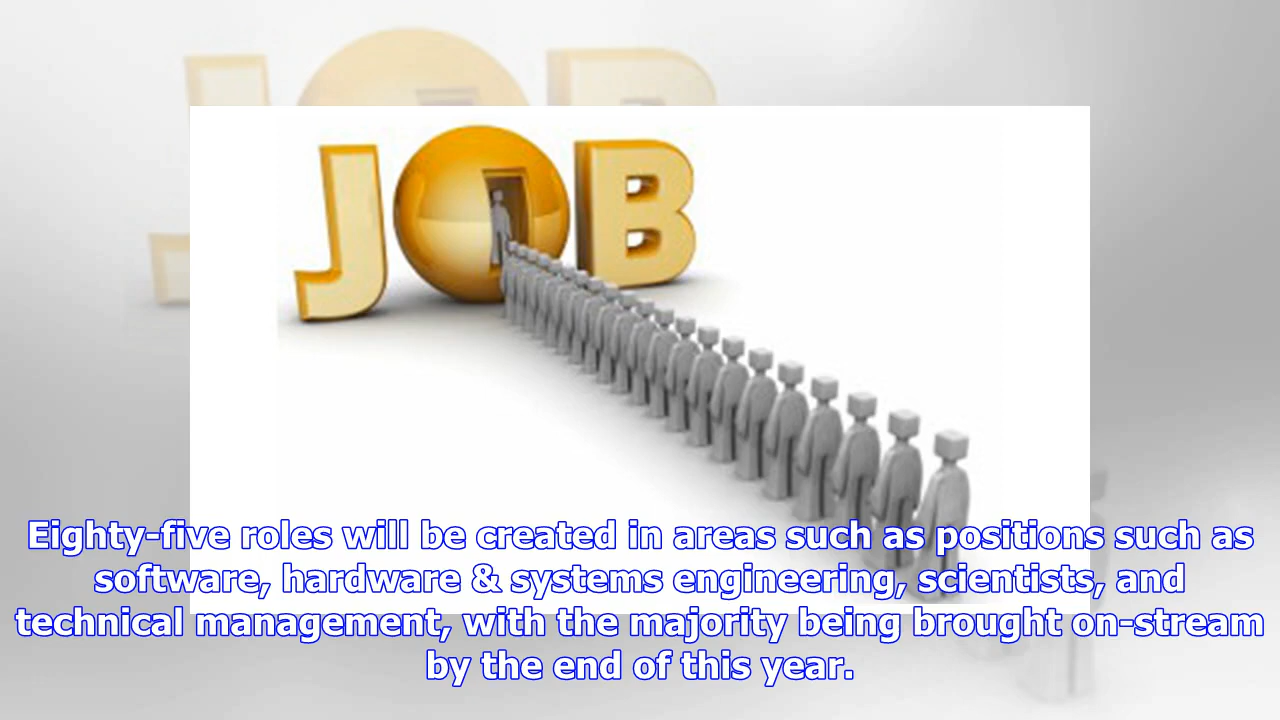 JOB
Eighty-five roles will be created in areas such as positions such as
software, hardware & systems engineering, scientists, and
technical management, with the majority being brought on-stream
by the end of this year.